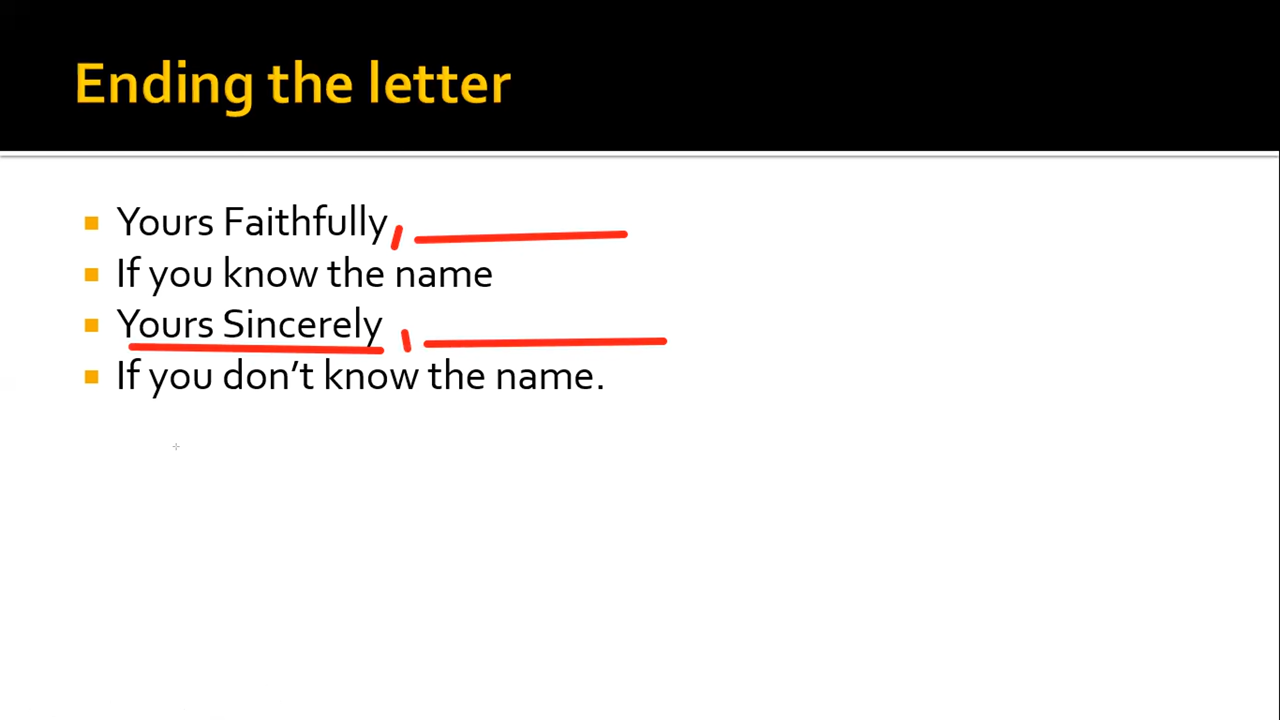 Ending the letter
Yours Faithfully,
If you know the name
Yours Sincerely ,
If you don't know the name.